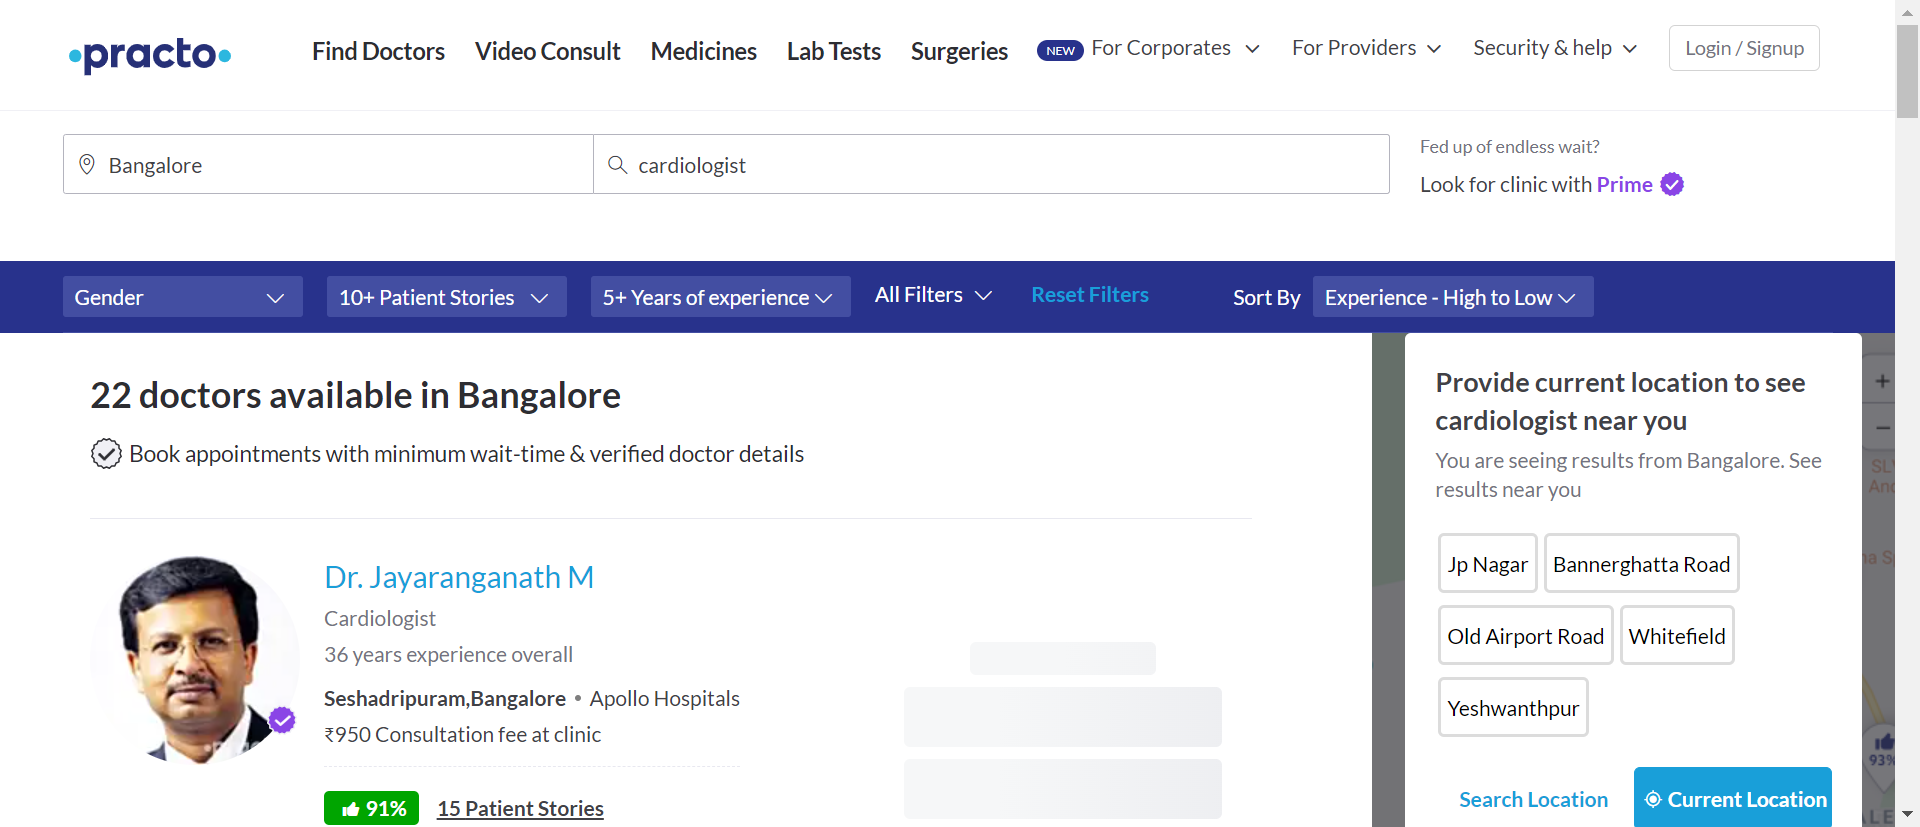 practo
Find Doctors
Video Consult
Medicines
Lab Tests
Surgeries
NEW
For Corporates
For Providers
Security & help
Login / Signup
Bangalore
cardiologist
Fed up of endless wait?
Look for clinic with Prime
Gender
10+ Patient Stories
5+ Years of experience
All Filters
Reset Filters
Sort By
Experience - High to Low
22 doctors available in Bangalore
Book appointments with minimum wait-time & verified doctor details
Dr. Jayaranganath M
Cardiologist
36 years experience overall
Seshadripuram,Bangalore • Apollo Hospitals
₹950 Consultation fee at clinic
91%
15 Patient Stories
Provide current location to see
cardiologist near you
You are seeing results from Bangalore. See
results near you
Jp Nagar
Bannerghatta Road
Old Airport Road
Whitefield
Yeshwanthpur
Search Location
Current Location
+
−
93%